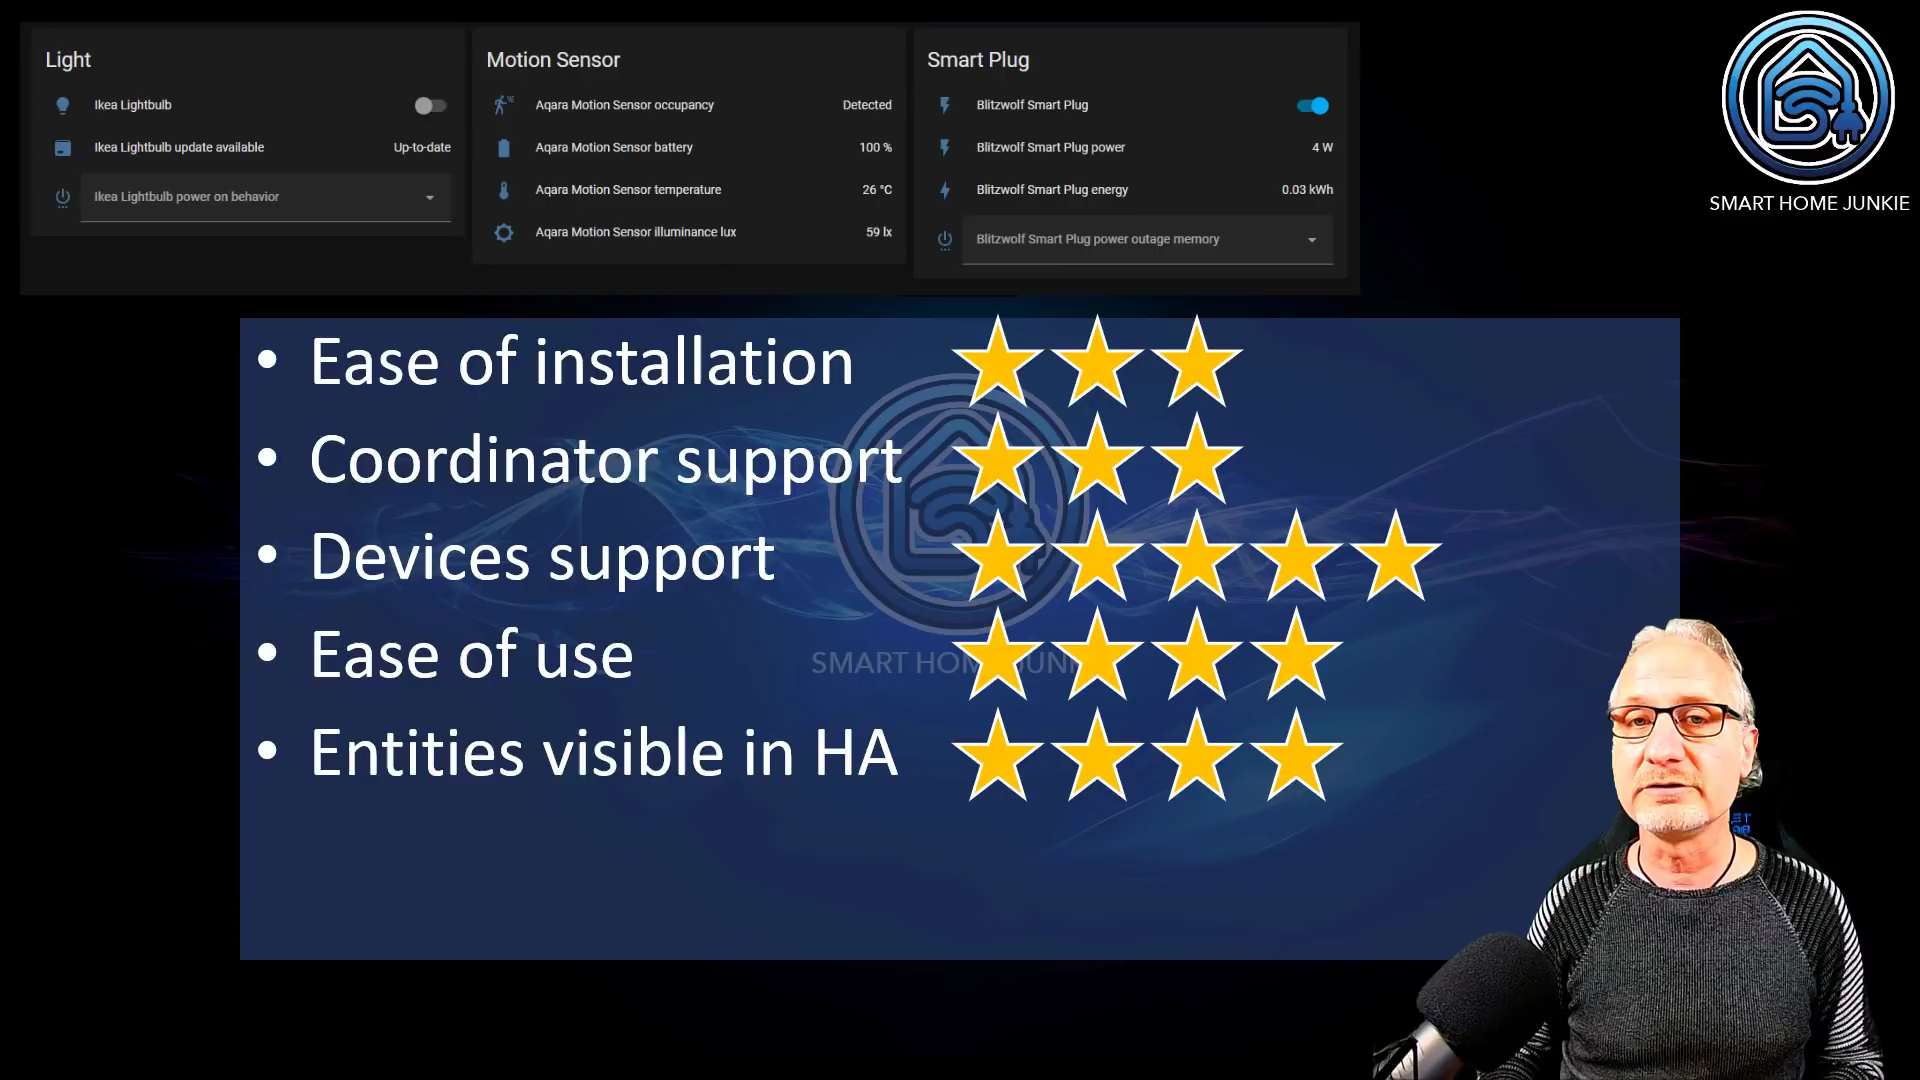 Light
Ikea Lightbulb
Ikea Lightbulb update available Up-to-date
Ikea Lightbulb power on behavior
Motion Sensor
Aqara Motion Sensor occupancy Detected
Aqara Motion Sensor battery 100 %
Aqara Motion Sensor temperature 26 °C
Aqara Motion Sensor illuminance lux 59 lx
Smart Plug
Blitzwolf Smart Plug
Blitzwolf Smart Plug power 4 W
Blitzwolf Smart Plug energy 0.03 kWh
Blitzwolf Smart Plug power outage memory
SMART HOME JUNKIE
• Ease of installation
• Coordinator support
• Devices support
• Ease of use
SMART HOM JUN
• Entities visible in HA